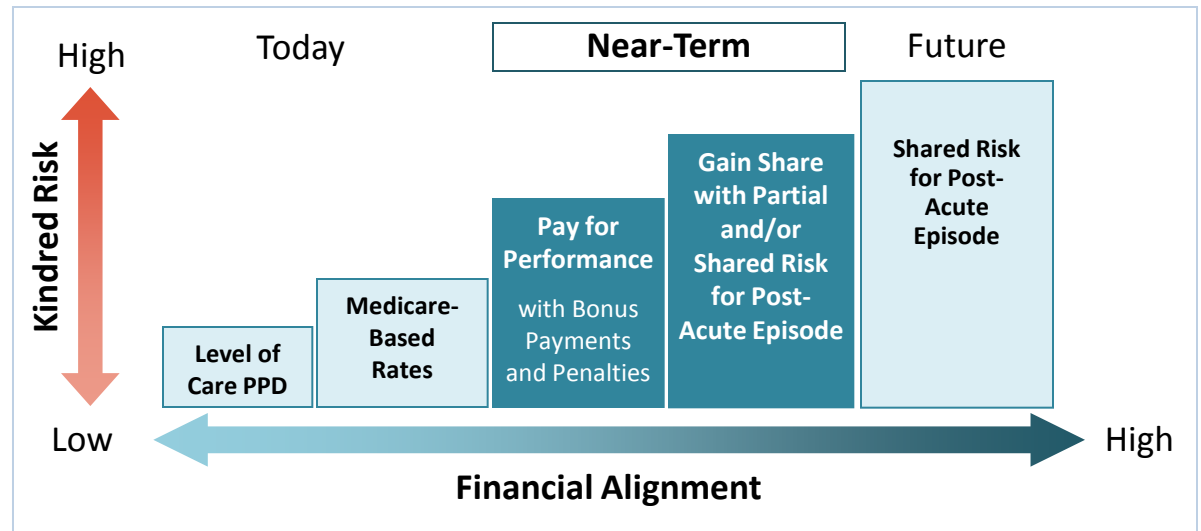 High
Today
Near-Term
Future
Kindred Risk
Level of
Care PPD
Medicare-
Based
Rates
Pay for
Performance
with Bonus
Payments
and Penalties
Gain Share
with Partial
and/or
Shared Risk
for Post-
Acute Episode
Shared Risk
for Post-
Acute
Episode
Low
High
Financial Alignment